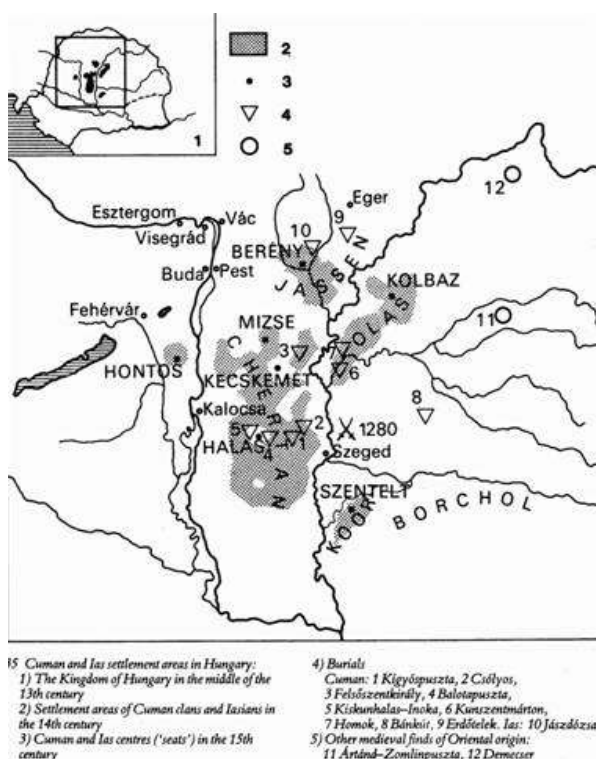 1
2
3
4
5
12
Eger
9
Esztergom
Vác
Visegrád
10
BERÉNY
JASSEN
Buda
Pest
KOLBAZ
OLAS
Fehérvár
11
MIZSE
CHERTAN
3
7
6
HONTOS
KECSKEMÉT
8
Kalocsa
5
2
1280
HALAS
4
1
Szeged
SZENTELT
KOOR
BORCHOL
35 Cuman and Ias settlement areas in Hungary:
1) The Kingdom of Hungary in the middle of the
13th century
2) Settlement areas of Cuman clans and Iasians in
the 14th century
3) Cuman and Ias centres ('seats') in the 15th
century
4) Burials
Cuman: 1 Kígyóspuszta, 2 Csólyos,
3 Felsőszentkirály, 4 Balotapuszta,
5 Kiskunhalas–Inoka, 6 Kunszentmárton,
7 Homok, 8 Bánkút, 9 Erdőtelek. Ias: 10 Jászdózsa
5) Other medieval finds of Oriental origin:
11 Ártánd–Zomlinpuszta, 12 Demecser